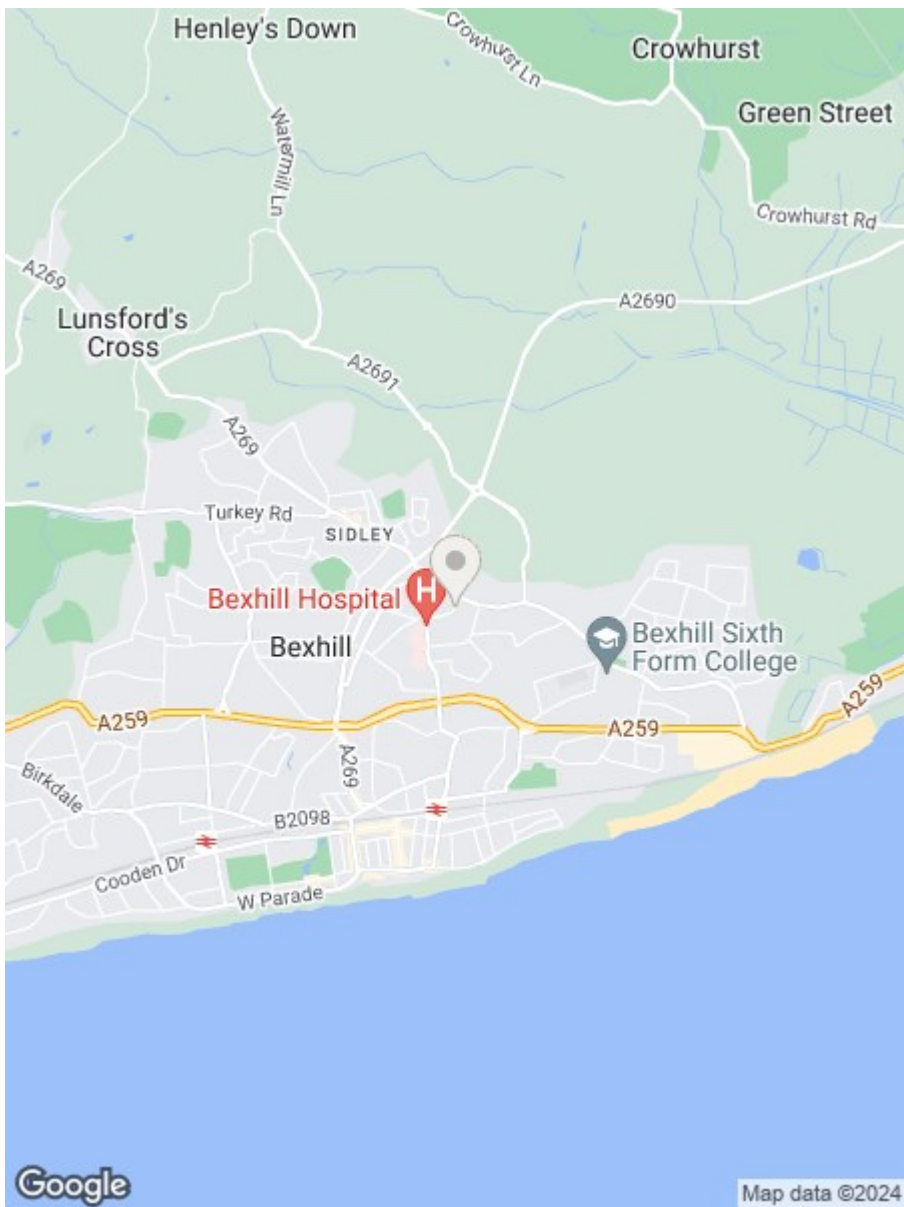 Henley's Down
Crowhurst Ln
Crowhurst
Green Street
Watermill Ln
Crowhurst Rd
A269
A2690
Lunsford's
Cross
A2691
A269
Turkey Rd
SIDLEY
H
Bexhill Hospital
Bexhill
Bexhill Sixth
Form College
A259
A259
A259
A269
Birkdale
B2098
Cooden Dr
W Parade
Google
Map data ©2024